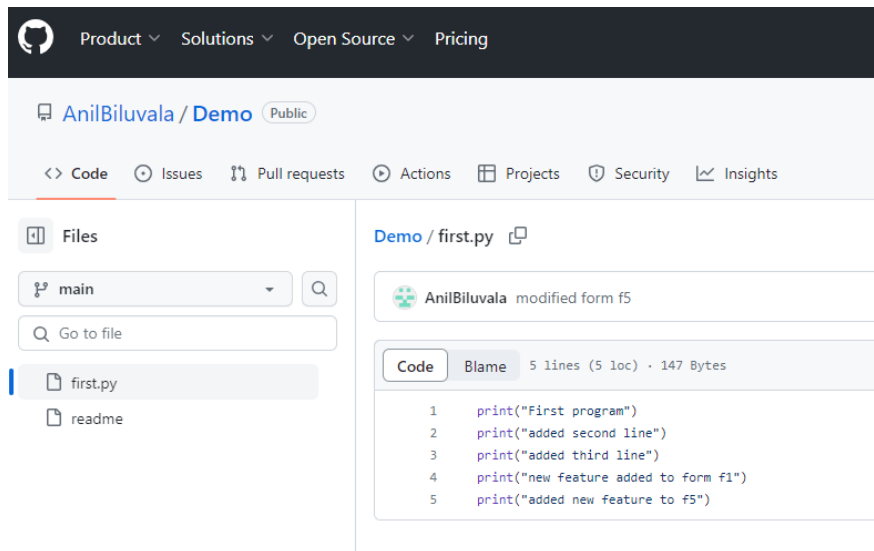 Product Solutions Open Source Pricing
AnilBiluvala / Demo Public
<> Code Issues Pull requests Actions Projects Security Insights
Files
main
Go to file
first.py
readme
Demo / first.py
AnilBiluvala modified form f5
Code Blame 5 lines (5 loc) · 147 Bytes
1 print("First program")
2 print("added second line")
3 print("added third line")
4 print("new feature added to form f1")
5 print("added new feature to f5")